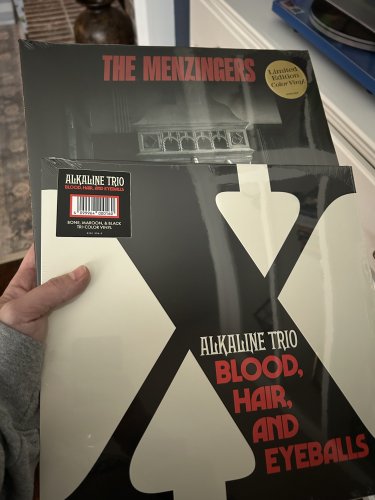 THE MENZINGERS
Limited
Edition
Color Vinyl
ALKALINE TRIO
BLOOD, HAIR, AND EYEBALLS
BONE, MAROON, & BLACK
TRI-COLOR VINYL
ALKALINE TRIO
BLOOD,
HAIR,
AND
EYEBALLS